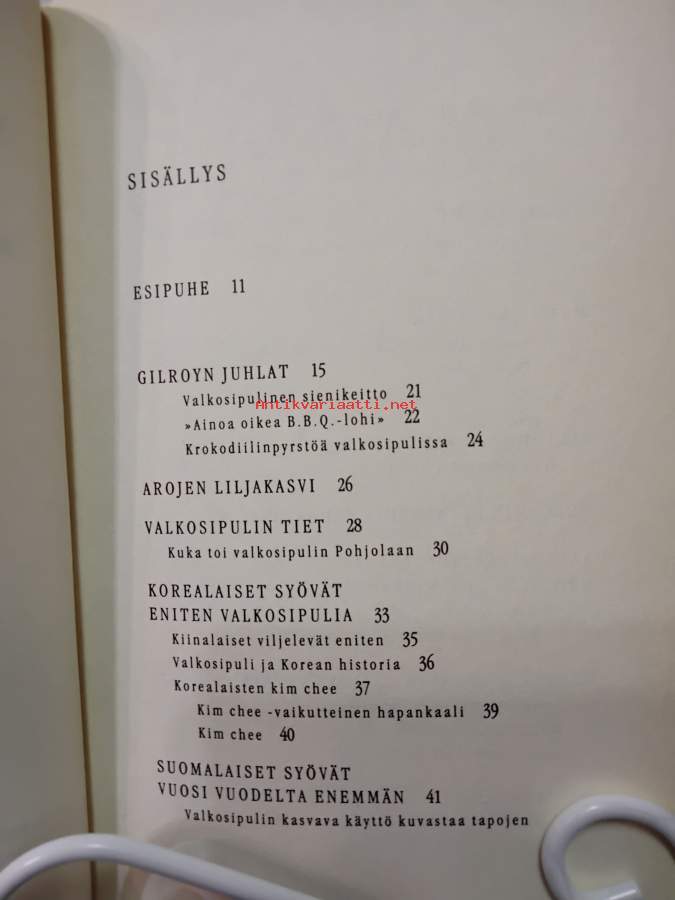 SISÄLLYS
ESIPUHE 11
GILROYN JUHLAT 15
Valkosipulinen sienikeitto 21
Antikvariaatti.net
»Ainoa oikea B.B.Q.-lohi» 22
Krokodiilinpyrstöä valkosipulissa 24
AROJEN LILJAKASVI 26
VALKOSIPULIN TIET 28
Kuka toi valkosipulin Pohjolaan 30
KOREALAISET SYÖVÄT
ENITEN VALKOSIPULIA 33
Kiinalaiset viljelevät eniten 35
Valkosipuli ja Korean historia 36
Korealaisten kim chee 37
Kim chee -vaikutteinen hapankaali 39
Kim chee 40
SUOMALAISET SYÖVÄT
VUOSI VUODELTA ENEMMÄN 41
Valkosipulin kasvava käyttö kuvastaa tapojen